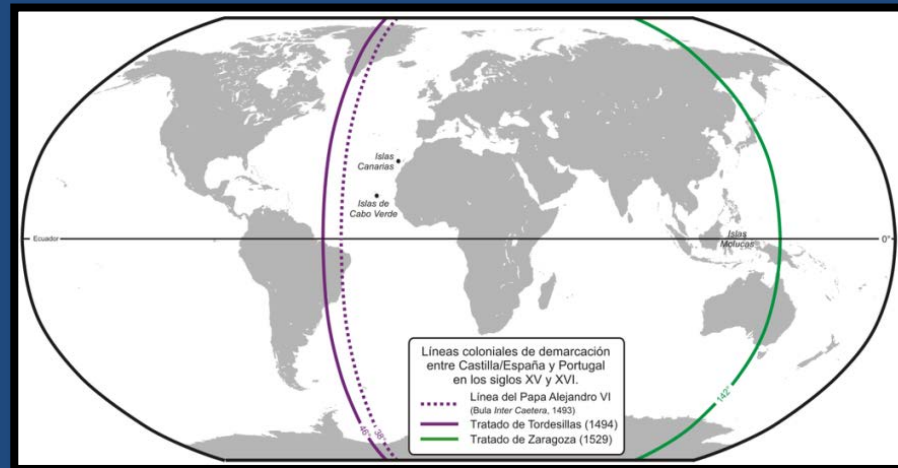 Islas
Canarias
Islas de
Cabo Verde
Ecuador
Islas
Molucas
0°
Líneas coloniales de demarcación
entre Castilla/España y Portugal
en los siglos XV y XVI.
Línea del Papa Alejandro VI
(Bula Inter Caetera, 1493)
Tratado de Tordesillas (1494)
Tratado de Zaragoza (1529)
46°
38°
142°